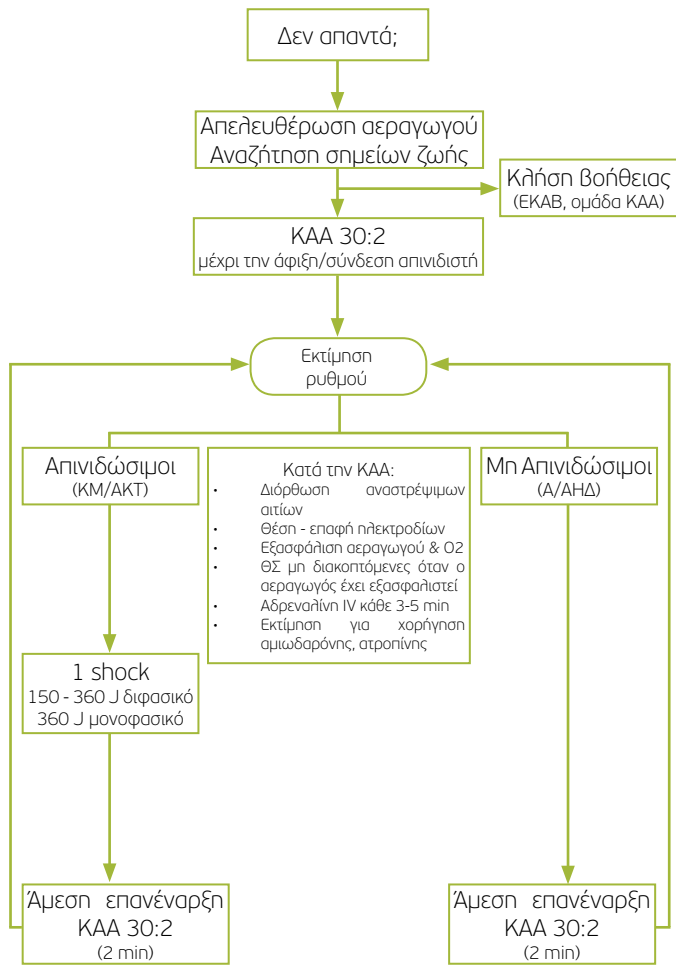 Δεν απαντά;
Απελευθέρωση αεραγωγού
Αναζήτηση σημείων ζωής
Κλήση βοήθειας
(ΕΚΑΒ, ομάδα ΚΑΑ)
ΚΑΑ 30:2
μέχρι την άφιξη/σύνδεση απινιδιστή
Εκτίμηση
ρυθμού
Απινιδώσιμοι
(ΚΜ/ΑΚΤ)
Κατά την ΚΑΑ:
• Διόρθωση αναστρέψιμων
αιτίων
• Θέση - επαφή ηλεκτροδίων
• Εξασφάλιση αεραγωγού & Ο2
• ΘΣ μη διακοπτόμενες όταν ο
αεραγωγός έχει εξασφαλιστεί
• Αδρεναλίνη IV κάθε 3-5 min
• Εκτίμηση για χορήγηση
αμιωδαρόνης, ατροπίνης
Μη Απινιδώσιμοι
(Α/ΑΗΔ)
1 shock
150 - 360 J διφασικό
360 J μονοφασικό
Άμεση επανέναρξη
ΚΑΑ 30:2
(2 min)
Άμεση επανέναρξη
ΚΑΑ 30:2
(2 min)